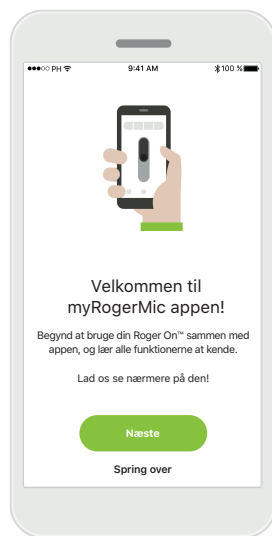 PH 9:41 AM 100 %
Velkommen til
myRogerMic appen!
Begynd at bruge din Roger On™ sammen med
appen, og lær alle funktionerne at kende.
Lad os se nærmere på den!
Næste
Spring over